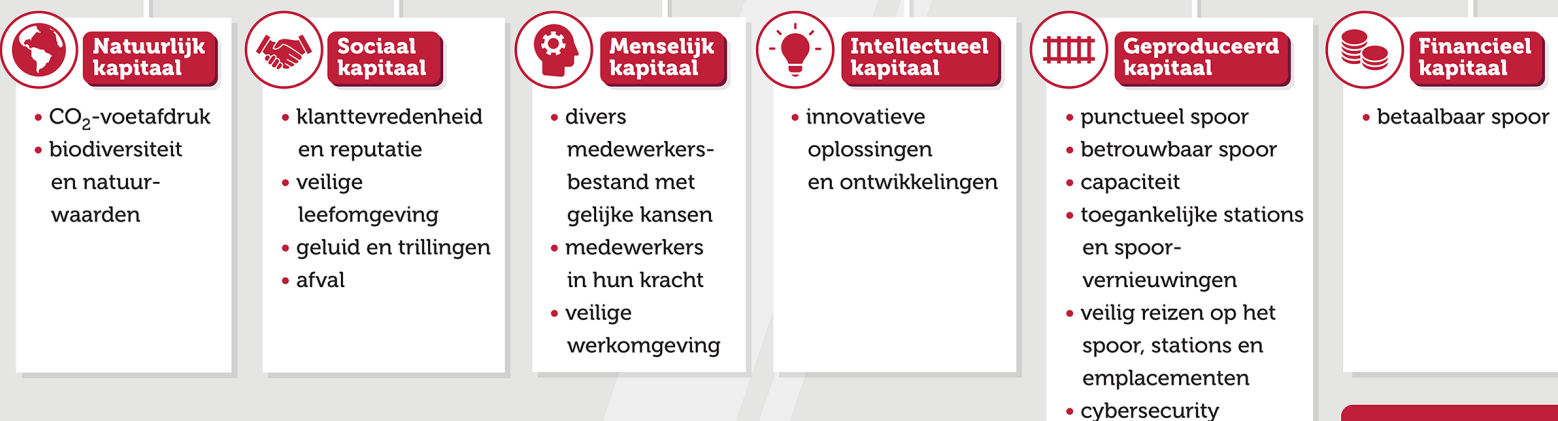 Natuurlijk
kapitaal
• CO₂-voetafdruk
• biodiversiteit
en natuur-
waarden
Sociaal
kapitaal
• klanttevredenheid
en reputatie
• veilige
leefomgeving
• geluid en trillingen
• afval
Menselijk
kapitaal
• divers
medewerkers-
bestand met
gelijke kansen
• medewerkers
in hun kracht
• veilige
werkomgeving
Intellectueel
kapitaal
• innovatieve
oplossingen
en ontwikkelingen
Geproduceerd
kapitaal
• punctueel spoor
• betrouwbaar spoor
• capaciteit
• toegankelijke stations
en spoor-
vernieuwingen
• veilig reizen op het
spoor, stations en
emplacementen
• cybersecurity
Financieel
kapitaal
• betaalbaar spoor